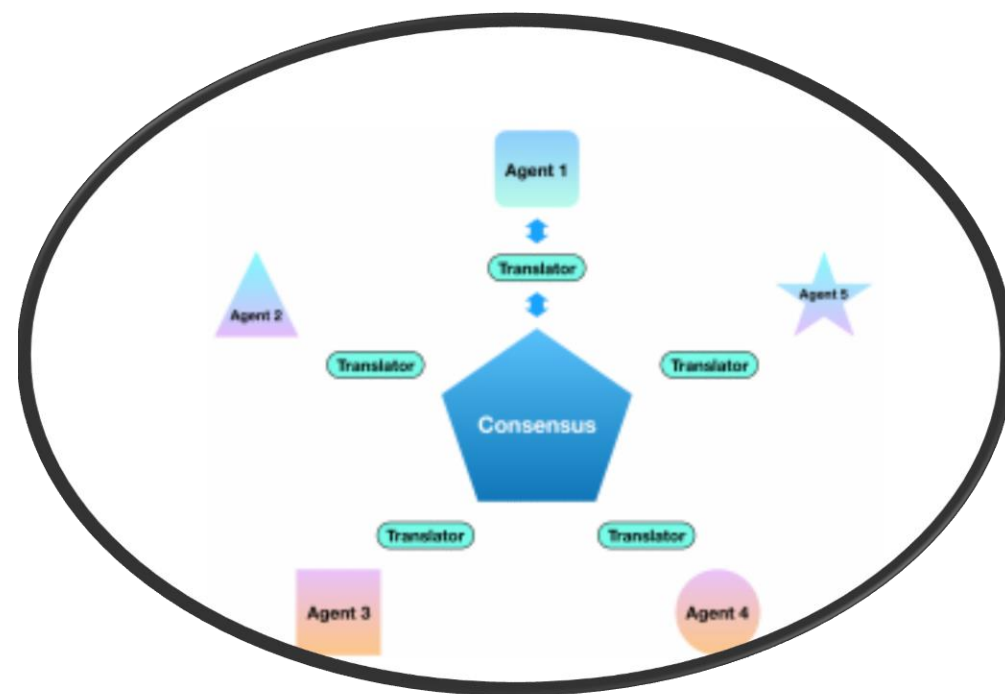 Agent 1
Translator
Agent 2
Agent 5
Translator
Translator
Consensus
Translator
Translator
Agent 3
Agent 4